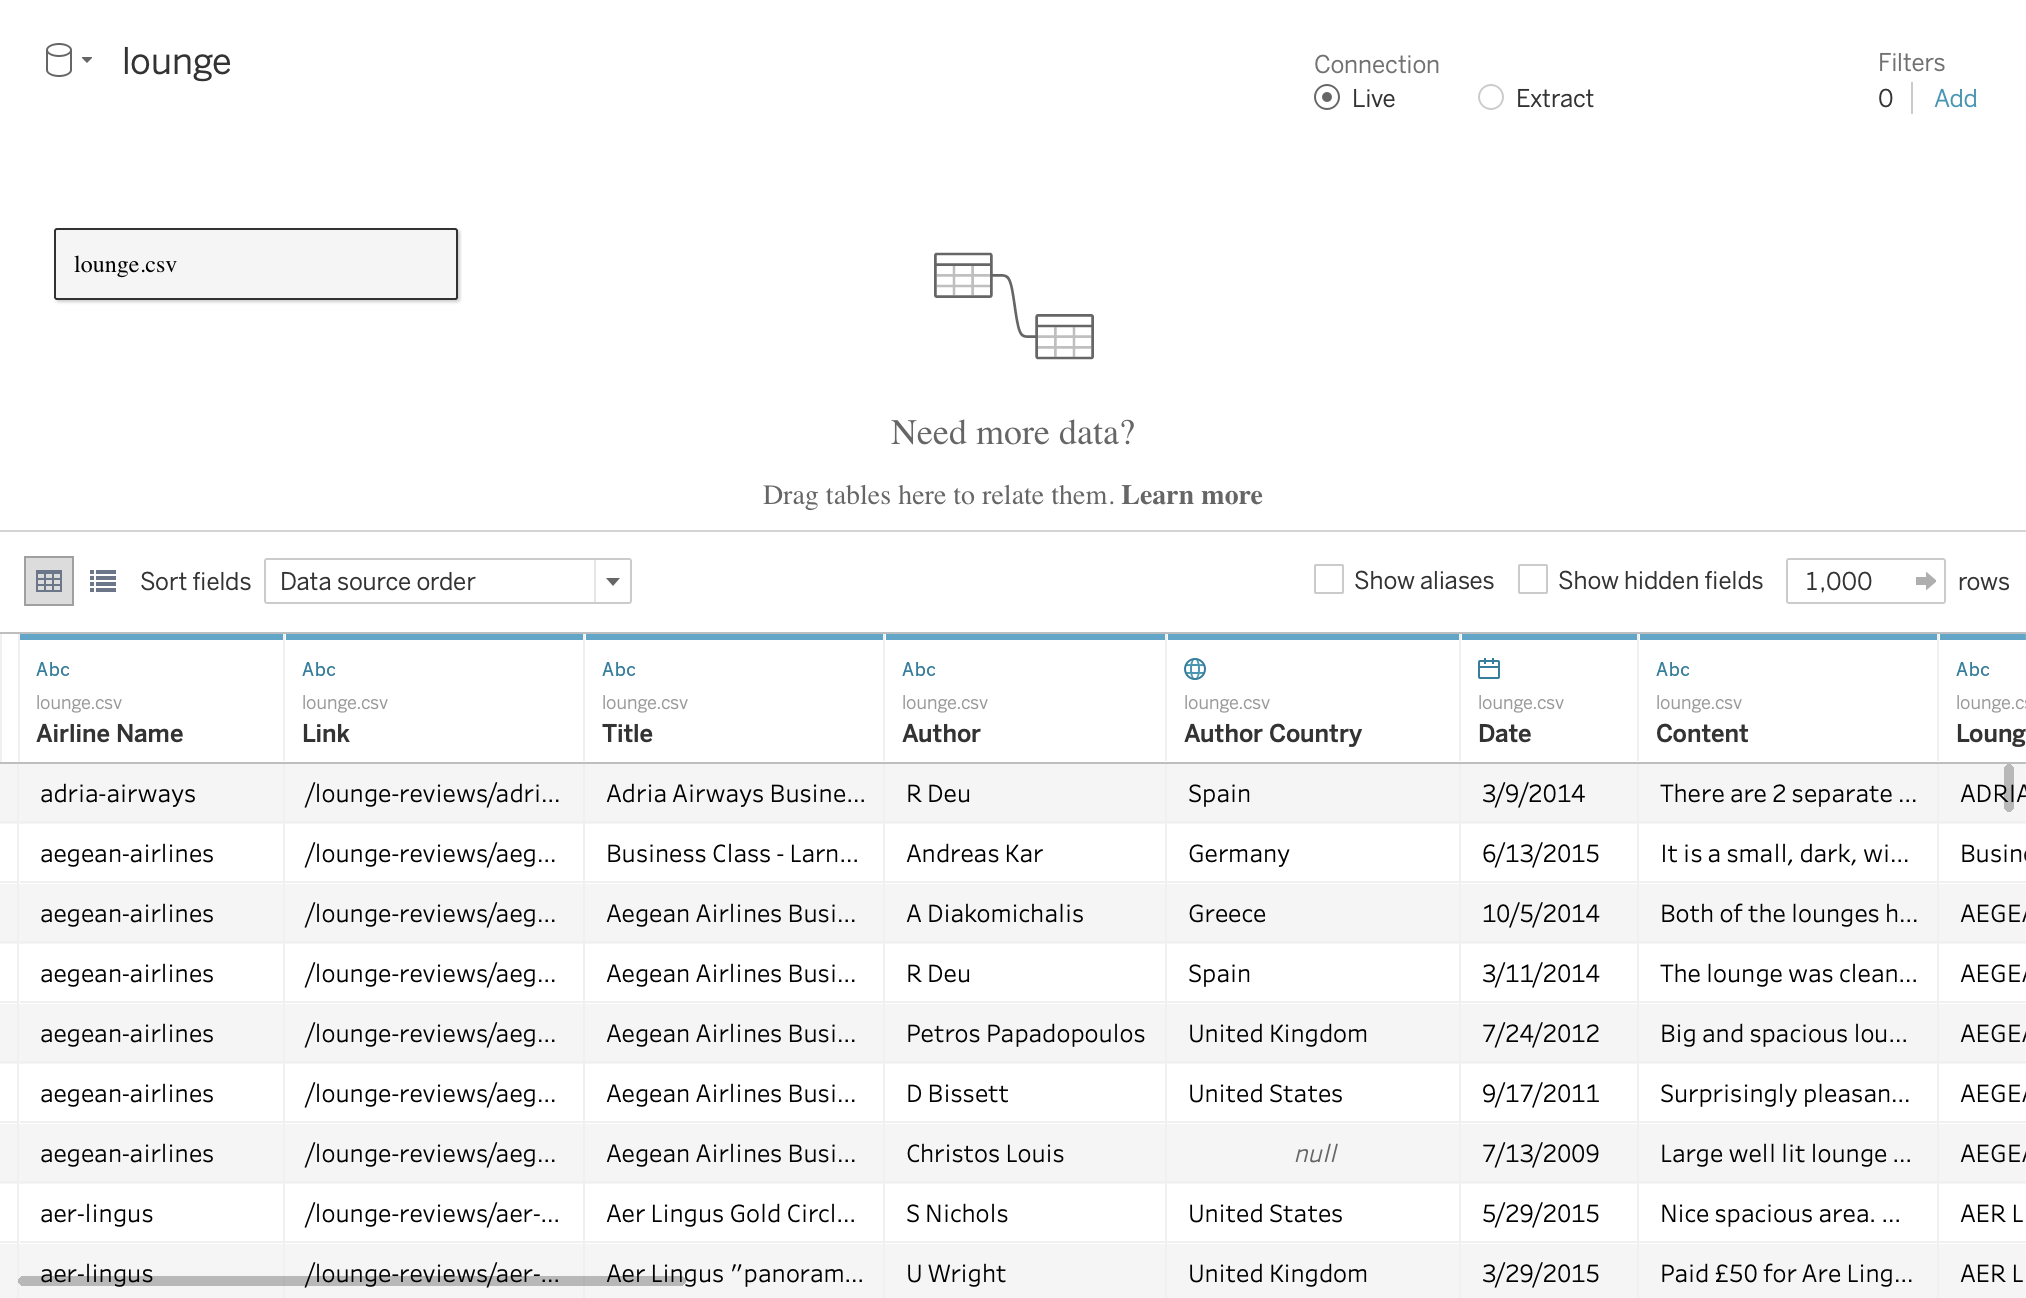 lounge
Connection
Live
Extract
Filters
0
Add
lounge.csv
Need more data?
Drag tables here to relate them. Learn more
Sort fields
Data source order
Show aliases
Show hidden fields
1,000
rows
Abc Abc Abc Abc Abc Abc
lounge.csv lounge.csv lounge.csv lounge.csv lounge.csv lounge.csv lounge.csv
Airline Name Link Title Author Author Country Date Content
adria-airways /lounge-reviews/adri... Adria Airways Busine... R Deu Spain 3/9/2014 There are 2 separate ...
aegean-airlines /lounge-reviews/aeg... Business Class - Larn... Andreas Kar Germany 6/13/2015 It is a small, dark, wi... Busin
aegean-airlines /lounge-reviews/aeg... Aegean Airlines Busi... A Diakomichalis Greece 10/5/2014 Both of the lounges h... AEGE
aegean-airlines /lounge-reviews/aeg... Aegean Airlines Busi... R Deu Spain 3/11/2014 The lounge was clean... AEGE
aegean-airlines /lounge-reviews/aeg... Aegean Airlines Busi... Petros Papadopoulos United Kingdom 7/24/2012 Big and spacious lou... AEGE
aegean-airlines /lounge-reviews/aeg... Aegean Airlines Busi... D Bissett United States 9/17/2011 Surprisingly pleasan... AEGE
aegean-airlines /lounge-reviews/aeg... Aegean Airlines Busi... Christos Louis null 7/13/2009 Large well lit lounge ... AEGE
aer-lingus /lounge-reviews/aer-... Aer Lingus Gold Circl... S Nichols United States 5/29/2015 Nice spacious area. ... AER L
aer-lingus /lounge-reviews/aer-... Aer Lingus "panoram... U Wright United Kingdom 3/29/2015 Paid £50 for Are Ling... AER L